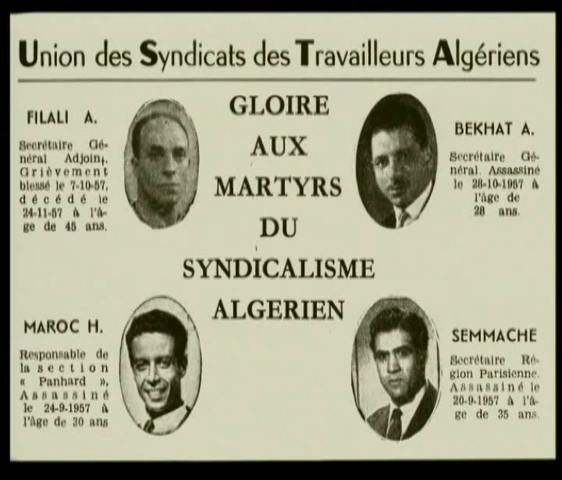 Union des Syndicats des Travailleurs Algériens
GLOIRE
AUX
MARTYRS
DU
SYNDICALISME
ALGERIEN
FILALI A.
Secrétaire Gé-
néral Adjoint.
Grièvement
blessé le 7-10-57,
décédé le
24-11-57 à l'â-
ge de 45 ans.
BEKHAT A.
Secrétaire Gé-
néral. Assassiné
le 28-10-1957 à
l'âge de
28 ans.
MAROC H.
Responsable de
la section
« Panhard »,
Assassiné
le 24-9-1957 à
l'âge de 30 ans
SEMMACHE
Secrétaire Ré-
gion Parisienne.
Assassiné le
20-9-1957 à l'â-
ge de 35 ans.